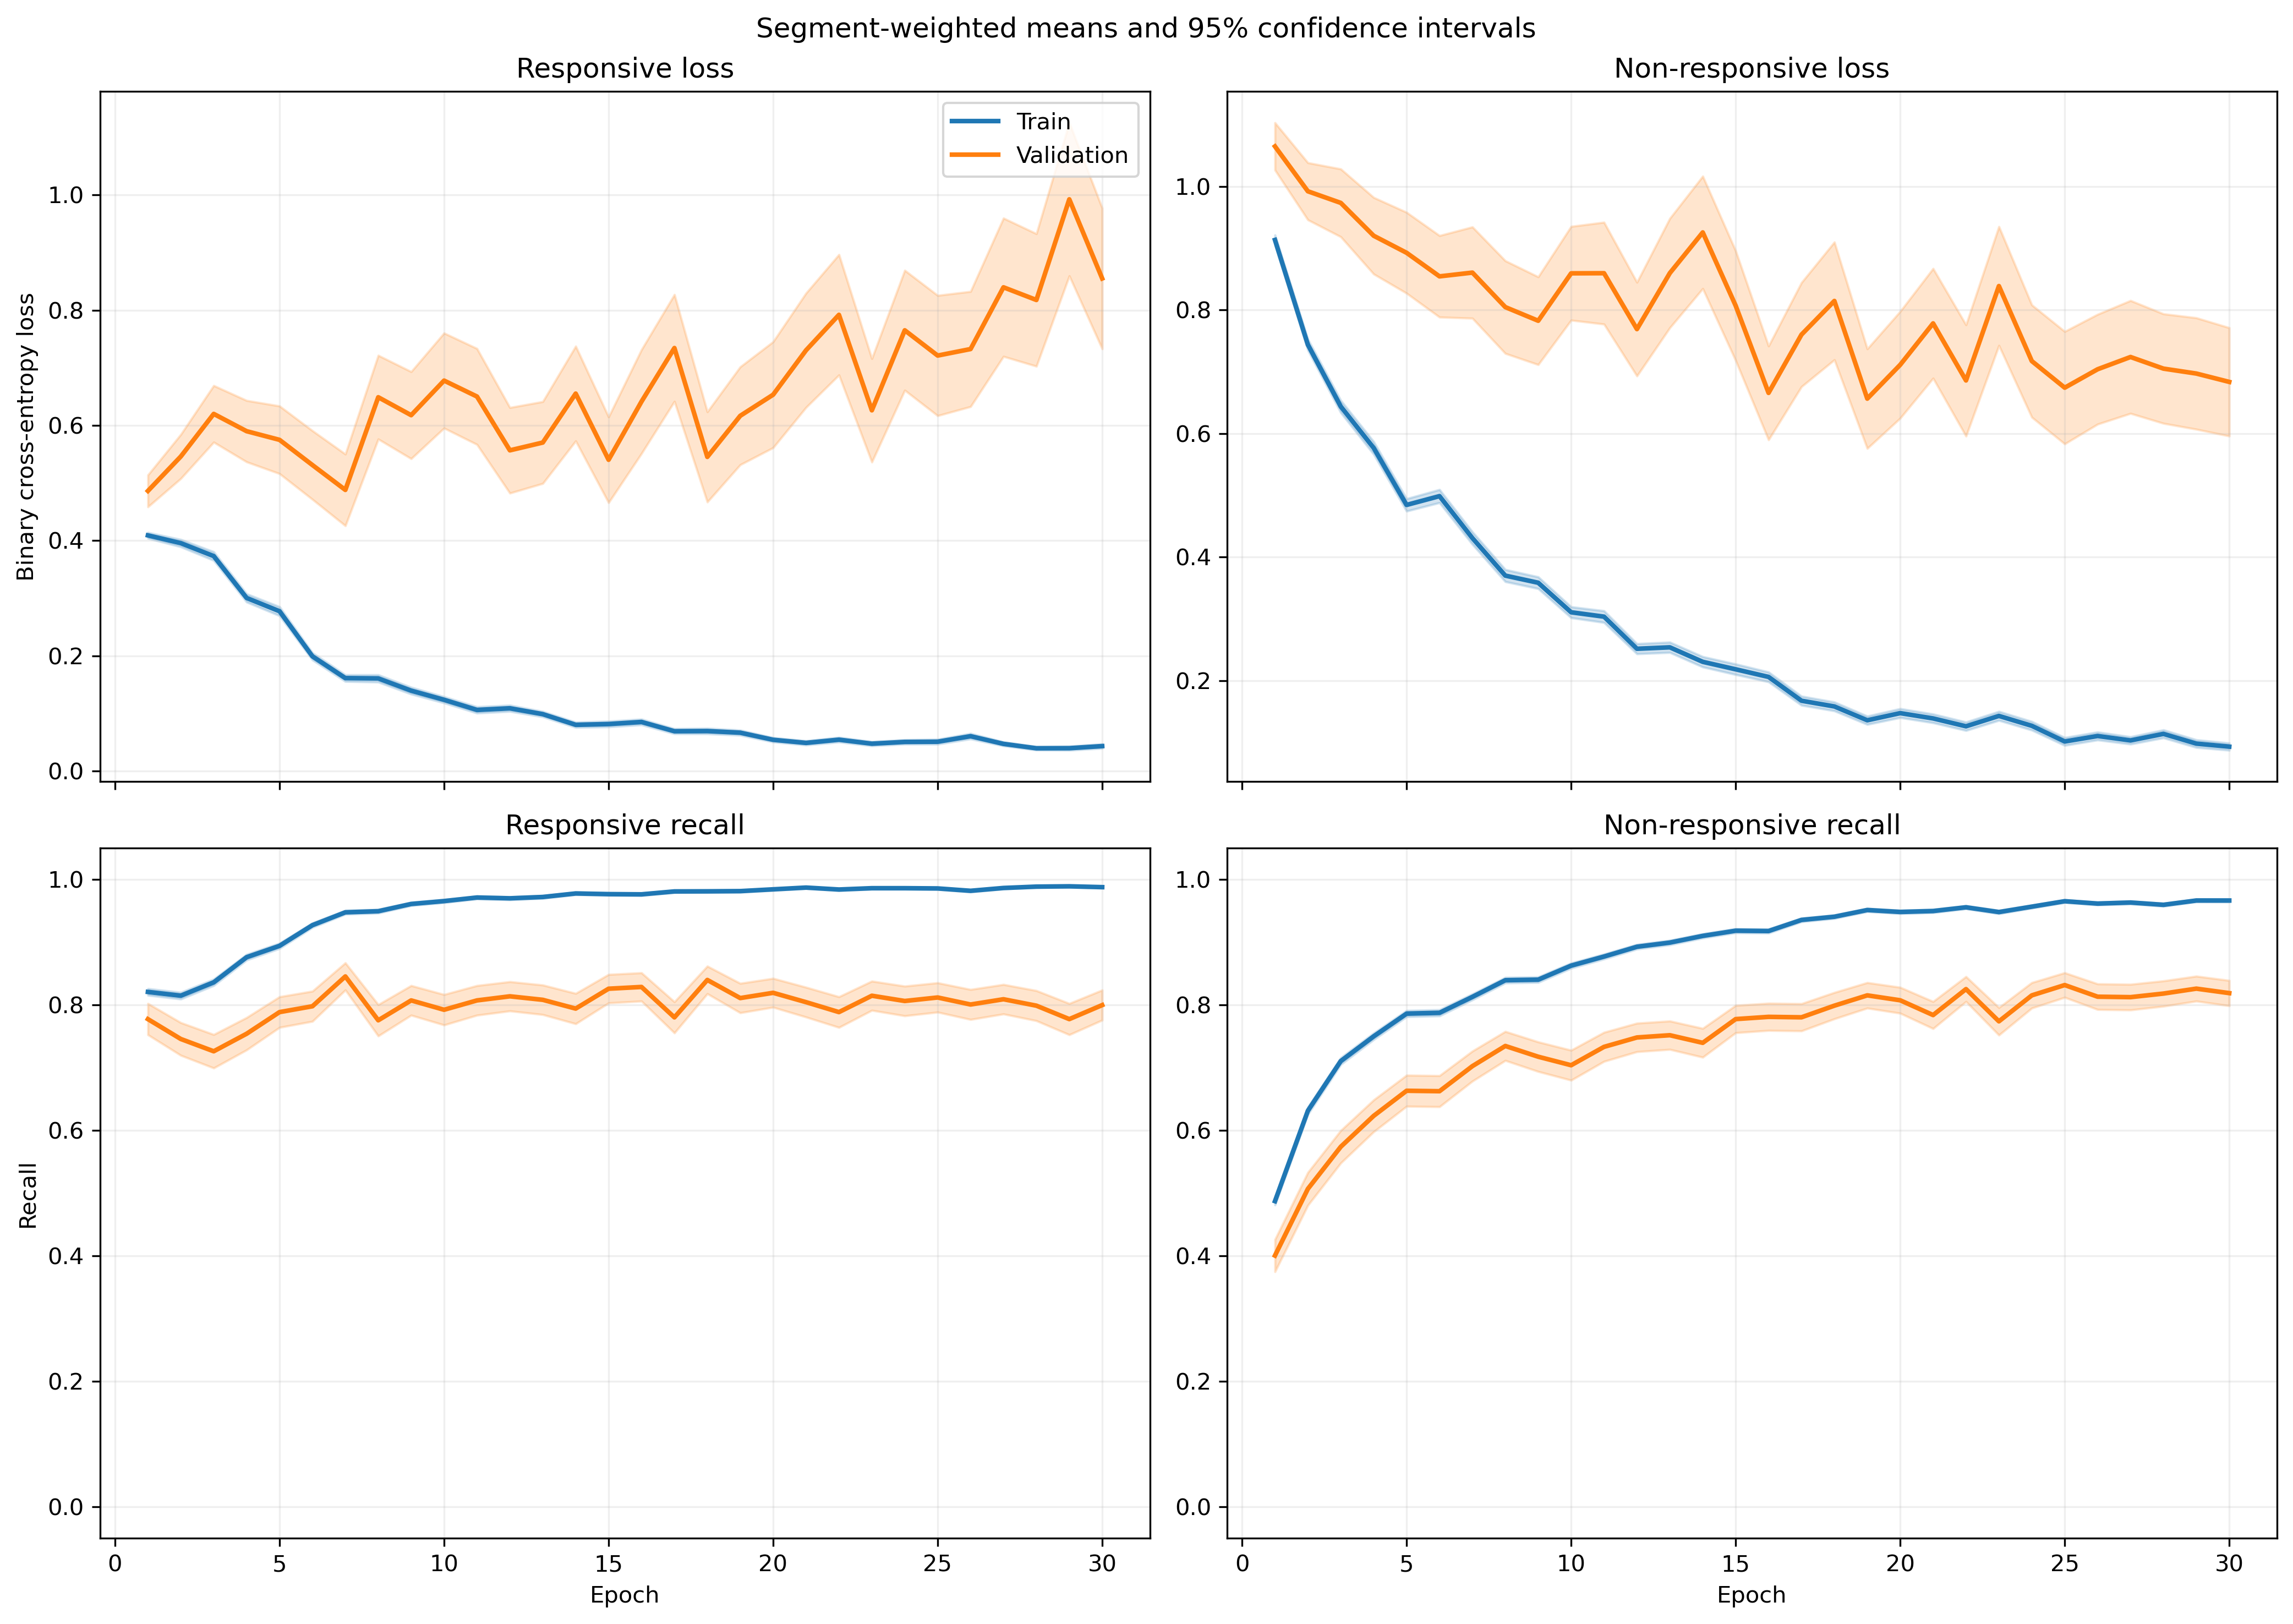 Segment-weighted means and 95% confidence intervals
Responsive loss
Non-responsive loss
Train
Validation
Binary cross-entropy loss
1.0
0.8
0.6
0.4
0.2
0.0
1.0
0.8
0.6
0.4
0.2
Responsive recall
Non-responsive recall
Recall
1.0
0.8
0.6
0.4
0.2
0.0
0 5 10 15 20 25 30
Epoch
1.0
0.8
0.6
0.4
0.2
0.0
0 5 10 15 20 25 30
Epoch